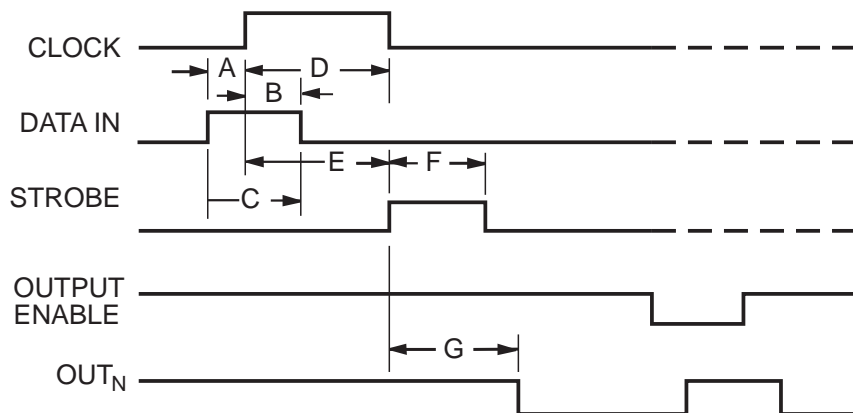 CLOCK
A D
B
DATA IN
E F
C
STROBE
OUTPUT
ENABLE
G
OUTN